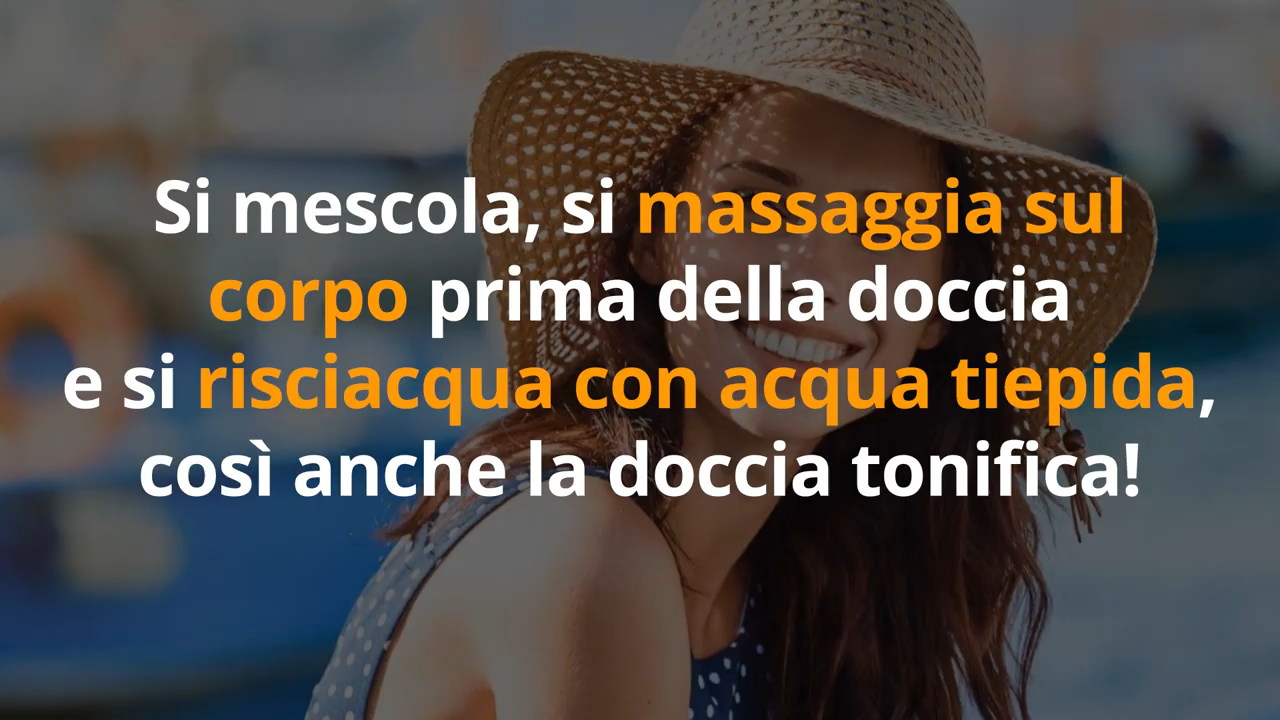 Si mescola, si massaggia sul
corpo prima della doccia
e si risciacqua con acqua tiepida,
così anche la doccia tonifica!